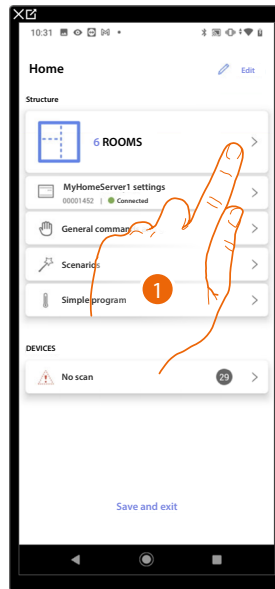 10:31
Home
Edit
Structure
6 ROOMS
MyHomeServer1 settings
00001452 | Connected
General comman
Scenarios
1
Simple program
DEVICES
No scan
29
Save and exit